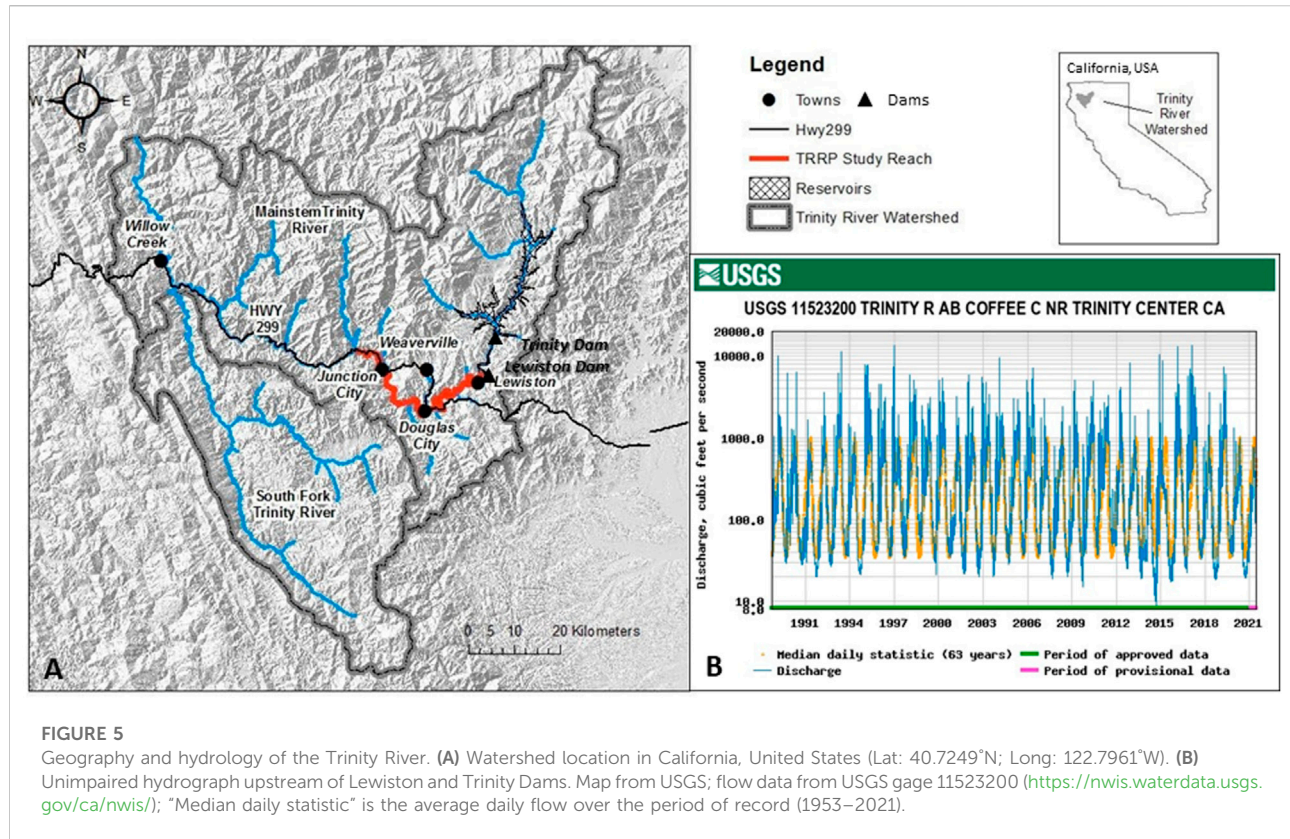 N
W
E
S
Willow
Creek
Mainstem Trinity
River
HWY
299
Weaverville
Trinity Dam
Lewiston Dam
Junction
City
Lewiston
Douglas
City
South Fork
Trinity River
0 5 10 20 Kilometers
A
Legend
Towns Dams
Hwy299
TRRP Study Reach
Reservoirs
Trinity River Watershed
California, USA
Trinity
River
Watershed
USGS
USGS 11523200 TRINITY R AB COFFEE C NR TRINITY CENTER CA
Discharge, cubic feet per second
20000.0
10000.0
1000.0
100.0
10.0
8.0
1991 1994 1997 2000 2003 2006 2009 2012 2015 2018 2021
Median daily statistic (63 years) Period of approved data
Discharge Period of provisional data
B
FIGURE 5
Geography and hydrology of the Trinity River. (A) Watershed location in California, United States (Lat: 40.7249°N; Long: 122.7961°W). (B)
Unimpaired hydrograph upstream of Lewiston and Trinity Dams. Map from USGS; flow data from USGS gage 11523200 (https://nwis.waterdata.usgs.
gov/ca/nwis/); “Median daily statistic” is the average daily flow over the period of record (1953–2021).